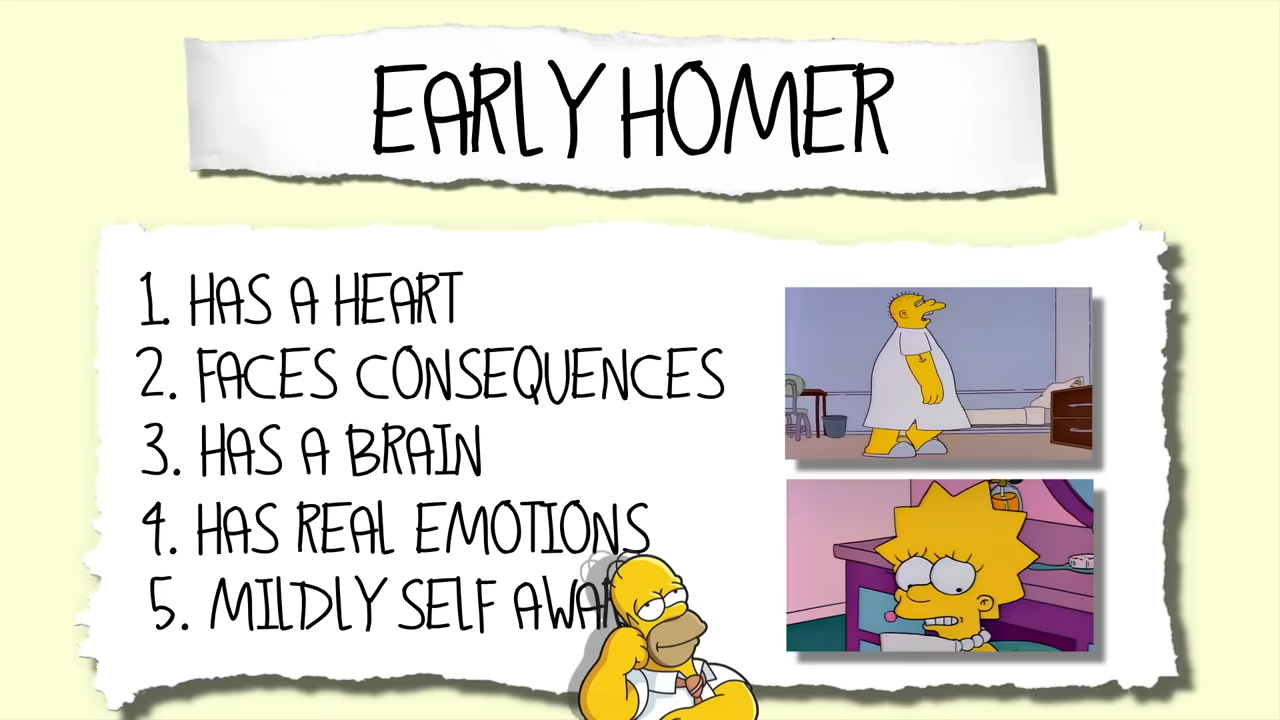 EARLY HOMER
1. HAS A HEART
2. FACES CONSEQUENCES
3. HAS A BRAIN
4. HAS REAL EMOTIONS
5. MILDLY SELF